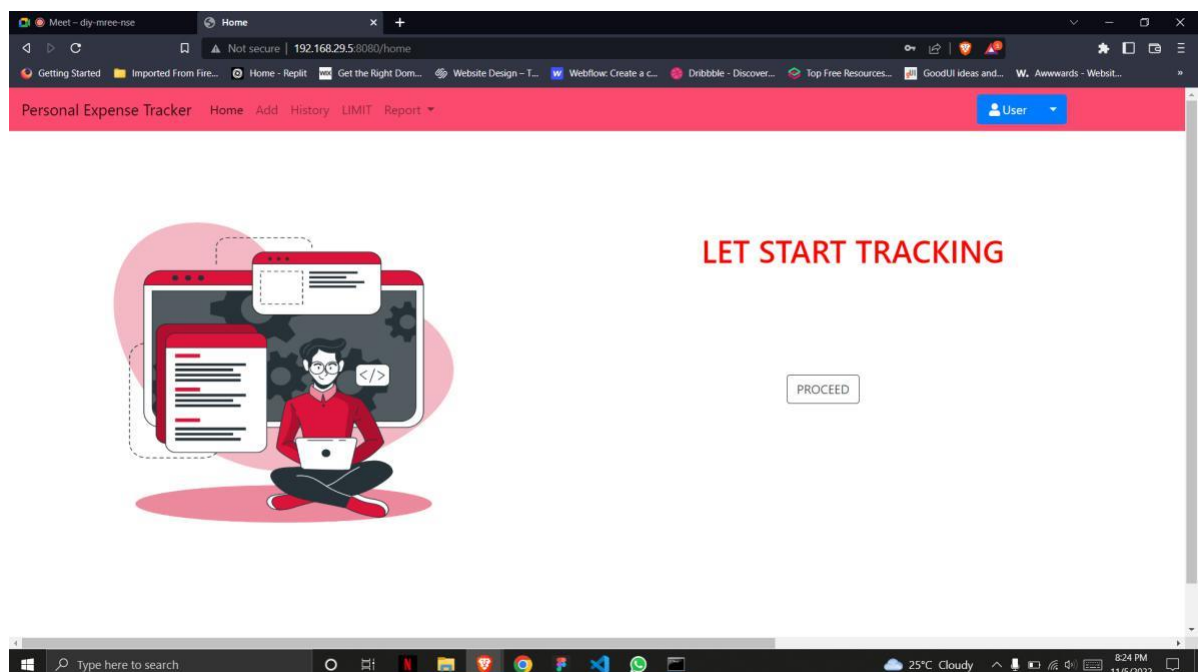 Meet – diy-mree-nse
Home
Not secure | 192.168.29.5:8080/home
Getting Started Imported From Fire... Home - Replit Get the Right Dom... Website Design – T... Webflow: Create a c... Dribbble - Discover... Top Free Resources... GoodUI ideas and... W. Awwwards - Websit... »
Personal Expense Tracker Home Add History LIMIT Report User
LET START TRACKING
</>
PROCEED
Type here to search
25°C Cloudy
8:24 PM
11/5/2022